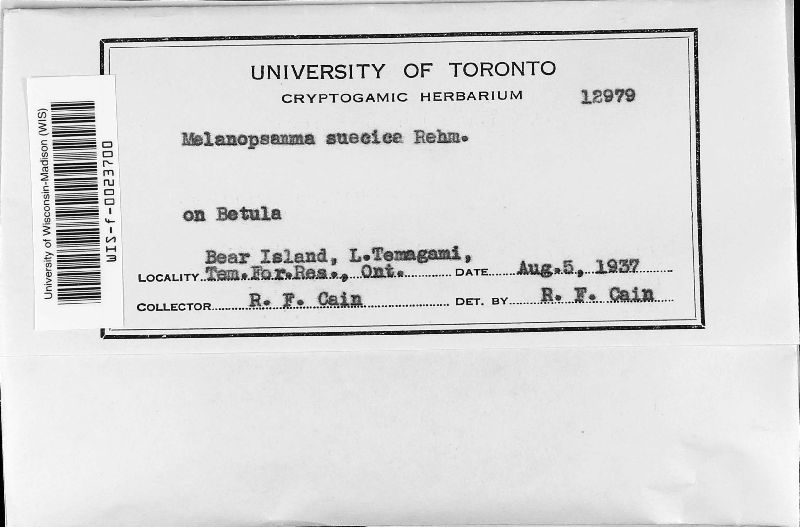 UNIVERSITY OF TORONTO
CRYPTOGAMIC HERBARIUM 12979
Melanopsamma suecica Rehm.
on Betula
Bear Island, L.Temagami,
LOCALITY Tem.For.Res., Ont. DATE Aug.5, 1937
COLLECTOR R. F. Cain DET. BY R. F. Cain
University of Wisconsin-Madison (WIS)
WIS-f-0023700